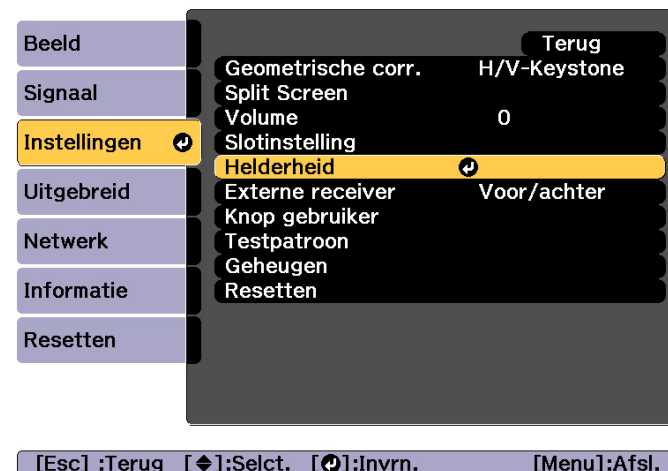 Beeld
Signaal
Instellingen
Uitgebreid
Netwerk
Informatie
Resetten
Terug
Geometrische corr. H/V-Keystone
Split Screen
Volume 0
Slotinstelling
Helderheid
Externe receiver Voor/achter
Knop gebruiker
Testpatroon
Geheugen
Resetten
[Esc] :Terug [◆]:Selct. [↵]:Invrn. [Menu]:Afsl.